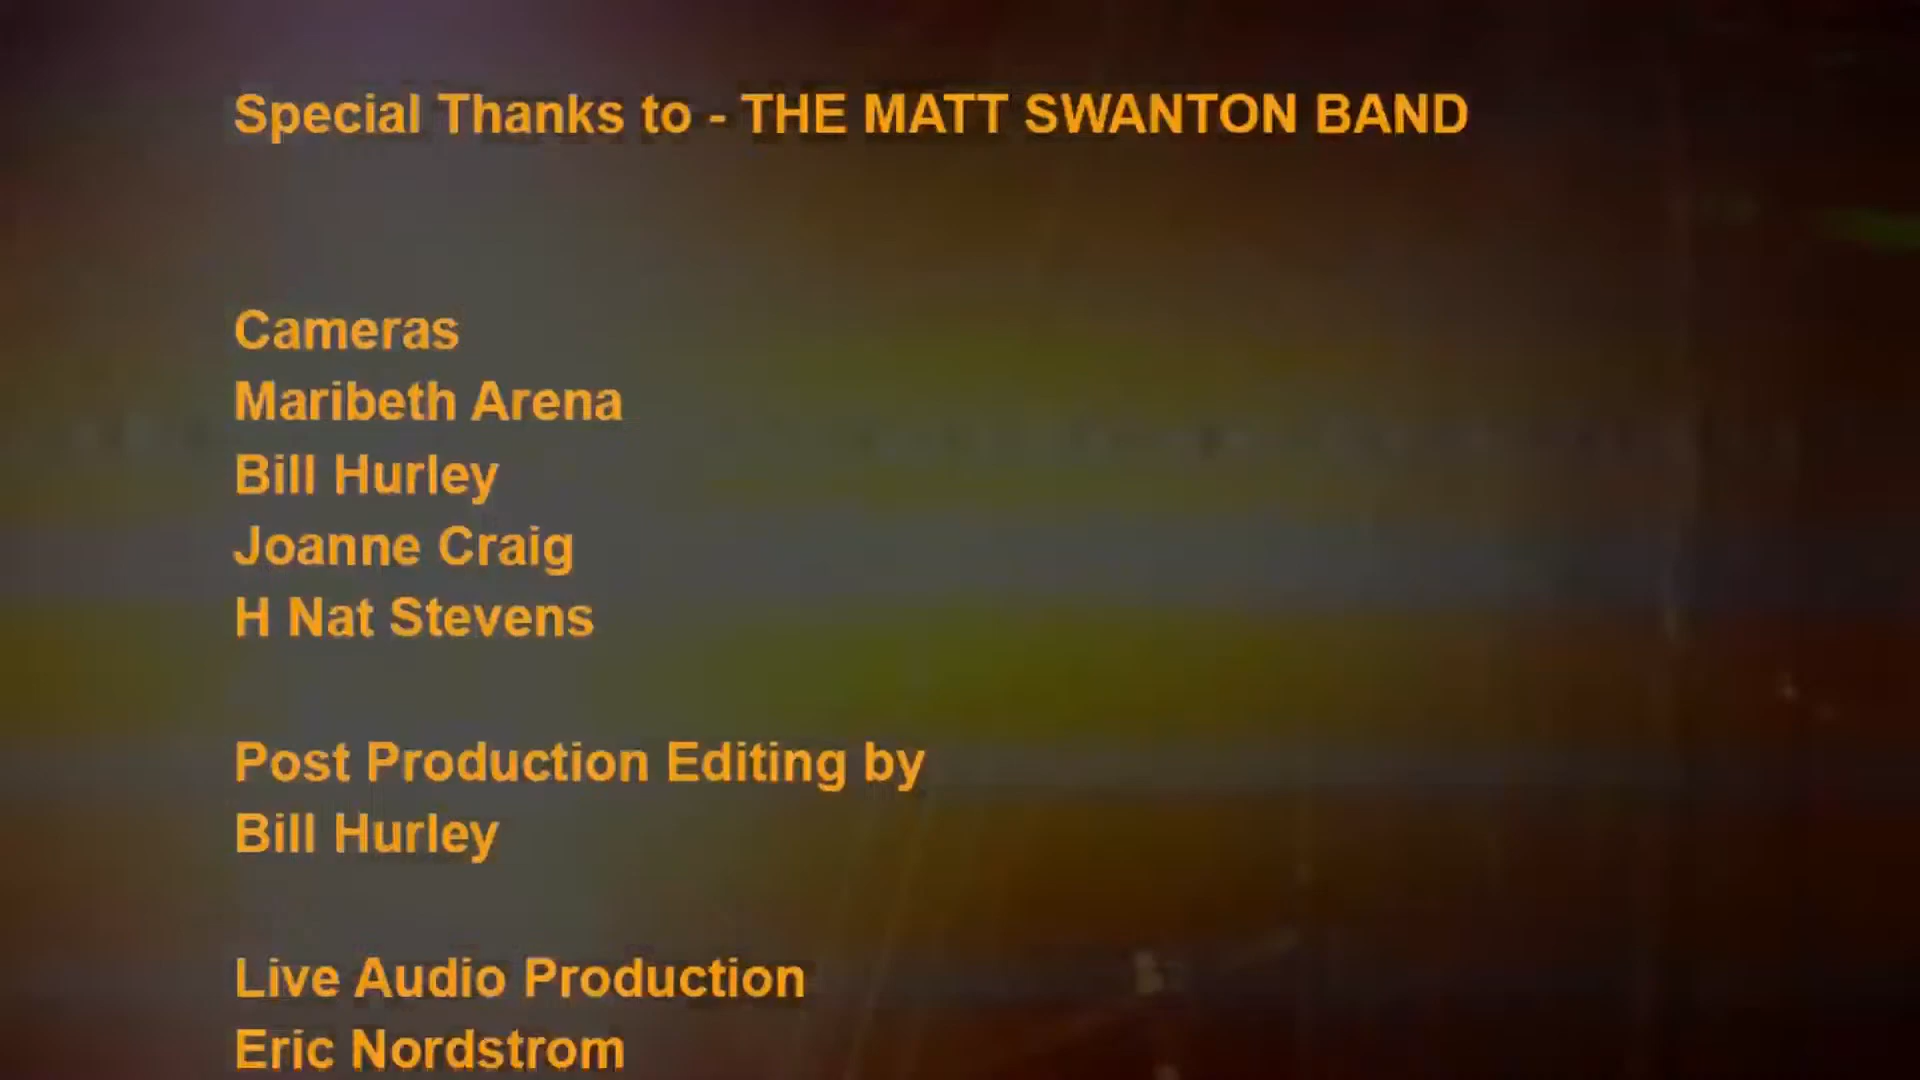 Special Thanks to - THE MATT SWANTON BAND
Cameras
Maribeth Arena
Bill Hurley
Joanne Craig
H Nat Stevens
Post Production Editing by
Bill Hurley
Live Audio Production
Eric Nordstrom